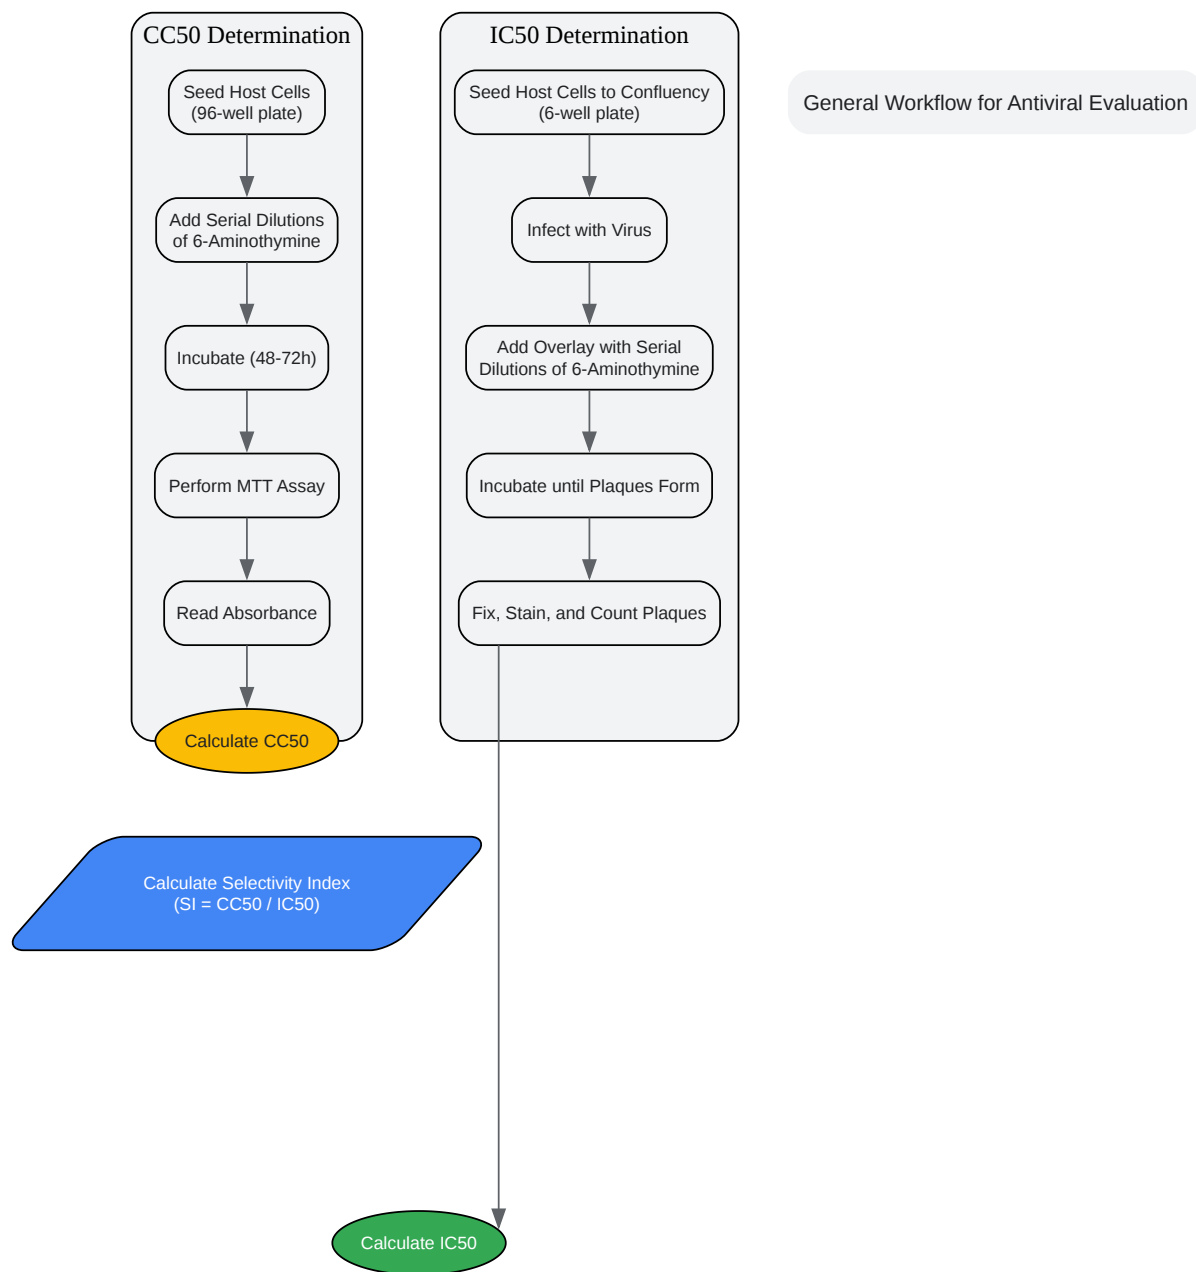 CC50 Determination
Seed Host Cells
(96-well plate)
Add Serial Dilutions
of 6-Aminothymine
Incubate (48-72h)
Perform MTT Assay
Read Absorbance
Calculate CC50
IC50 Determination
Seed Host Cells to Confluency
(6-well plate)
Infect with Virus
Add Overlay with Serial
Dilutions of 6-Aminothymine
Incubate until Plaques Form
Fix, Stain, and Count Plaques
General Workflow for Antiviral Evaluation
Calculate Selectivity Index
(SI = CC50 / IC50)
Calculate IC50